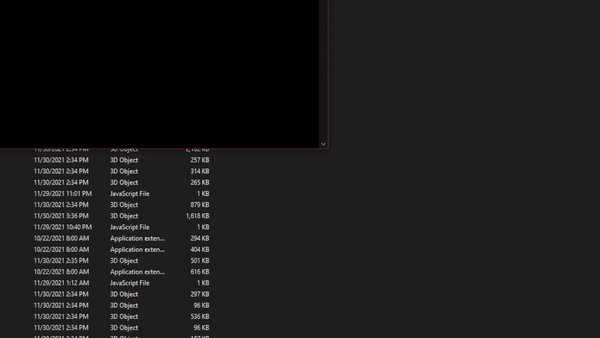 11/30/2021 2:34 PM 3D Object 2,102 KB
11/30/2021 2:34 PM 3D Object 257 KB
11/30/2021 2:34 PM 3D Object 314 KB
11/30/2021 2:34 PM 3D Object 265 KB
11/29/2021 11:01 PM JavaScript File 1 KB
11/30/2021 2:34 PM 3D Object 879 KB
11/30/2021 3:36 PM 3D Object 1,618 KB
11/29/2021 10:40 PM JavaScript File 1 KB
10/22/2021 8:00 AM Application exten... 294 KB
10/22/2021 8:00 AM Application exten... 404 KB
11/30/2021 2:35 PM 3D Object 501 KB
10/22/2021 8:00 AM Application exten... 616 KB
11/29/2021 1:12 AM JavaScript File 1 KB
11/30/2021 2:34 PM 3D Object 297 KB
11/30/2021 2:34 PM 3D Object 96 KB
11/30/2021 2:34 PM 3D Object 536 KB
11/30/2021 2:34 PM 3D Object 96 KB
3D Object